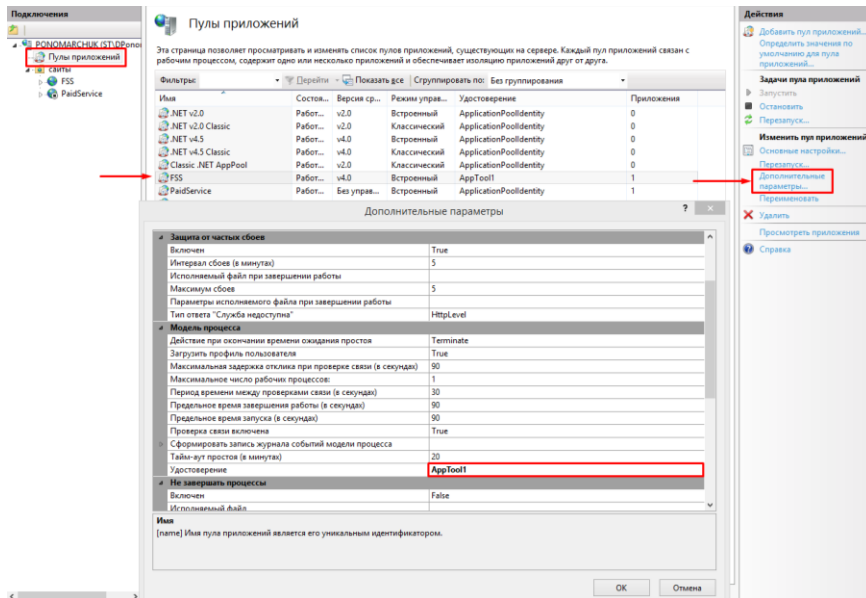 Подключения
PONOMARCHUK (ST\DPonor
Пулы приложений
сайты
FSS
PaidService
Пулы приложений
Эта страница позволяет просматривать и изменять список пулов приложений, существующих на сервере. Каждый пул приложений связан с
рабочим процессом, содержит одно или несколько приложений и обеспечивает изоляцию приложений друг от друга.
Фильтры: Перейти Показать все Сгруппировать по: Без группирования
Имя Состоя... Версия ср... Режим управ... Удостоверение Приложения
.NET v2.0 Работ... v2.0 Встроенный ApplicationPoolIdentity 0
.NET v2.0 Classic Работ... v2.0 Классический ApplicationPoolIdentity 0
.NET v4.5 Работ... v4.0 Встроенный ApplicationPoolIdentity 0
.NET v4.5 Classic Работ... v4.0 Классический ApplicationPoolIdentity 0
Classic .NET AppPool Работ... v2.0 Классический ApplicationPoolIdentity 0
FSS Работ... v4.0 Встроенный AppTool1 1
PaidService Работ... Без управ... Встроенный ApplicationPoolIdentity 1
Дополнительные параметры
? ×
Защита от частых сбоев
Включен True
Интервал сбоев (в минутах) 5
Исполняемый файл при завершении работы
Максимум сбоев 5
Параметры исполняемого файла при завершении работы
Тип ответа "Служба недоступна" HttpLevel
Модель процесса
Действие при окончании времени ожидания простоя Terminate
Загрузить профиль пользователя True
Максимальная задержка отклика при проверке связи (в секундах) 90
Максимальное число рабочих процессов: 1
Период времени между проверками связи (в секундах) 30
Предельное время завершения работы (в секундах) 90
Предельное время запуска (в секундах) 90
Проверка связи включена True
Сформировать запись журнала событий модели процесса
Тайм-аут простоя (в минутах) 20
Удостоверение AppTool1
Не завершать процессы
Включен False
Исполняемый файл
Имя
[name] Имя пула приложений является его уникальным идентификатором.
OK Отмена
Действия
Добавить пул приложений...
Определить значения по
умолчанию для пула
приложений...
Задачи пула приложений
Запустить
Остановить
Перезапуск...
Изменить пул приложений
Основные настройки...
Перезапуск...
Дополнительные
параметры...
Переименовать
Удалить
Просмотреть приложения
Справка